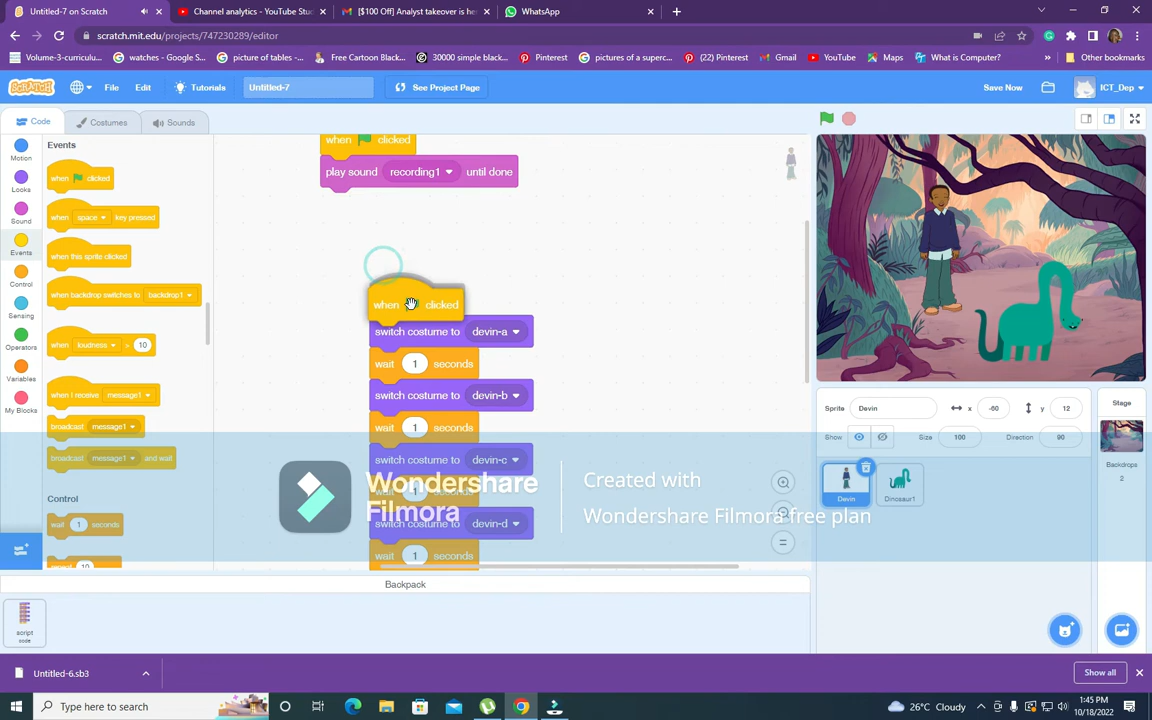 Untitled-7 on Scratch
Channel analytics - YouTube Stu
[$100 Off] Analyst takeover is her
WhatsApp
scratch.mit.edu/projects/747230289/editor
Volume-3-curriculu...
watches - Google S...
picture of tables -...
Free Cartoon Black...
30000 simple black...
Pinterest
pictures of a superc...
(22) Pinterest
Gmail
YouTube
Maps
What is Computer?
»
Other bookmarks
SCRATCH
File
Edit
Tutorials
Untitled-7
See Project Page
Save Now
ICT_Dep
Code
Costumes
Sounds
Motion
Looks
Sound
Events
Control
Sensing
Operators
Variables
My Blocks
Events
when clicked
when space key pressed
when this sprite clicked
when backdrop switches to backdrop1
when loudness > 10
when I receive message1
broadcast message1
broadcast message1 and wait
Control
wait 1 seconds
repeat 10
when clicked
play sound recording1 until done
when clicked
switch costume to devin-a
wait 1 seconds
switch costume to devin-b
wait 1 seconds
switch costume to devin-c
wait 1 seconds
switch costume to devin-d
wait 1 seconds
Wondershare
Filmora
Created with
Wondershare Filmora free plan
Sprite Devin x -60 y 12
Show Size 100 Direction 90
Devin
Dinosaur1
Stage
Backdrops
2
Backpack
script
code
Untitled-6.sb3
Show all
Type here to search
26°C Cloudy
1:45 PM
10/18/2022